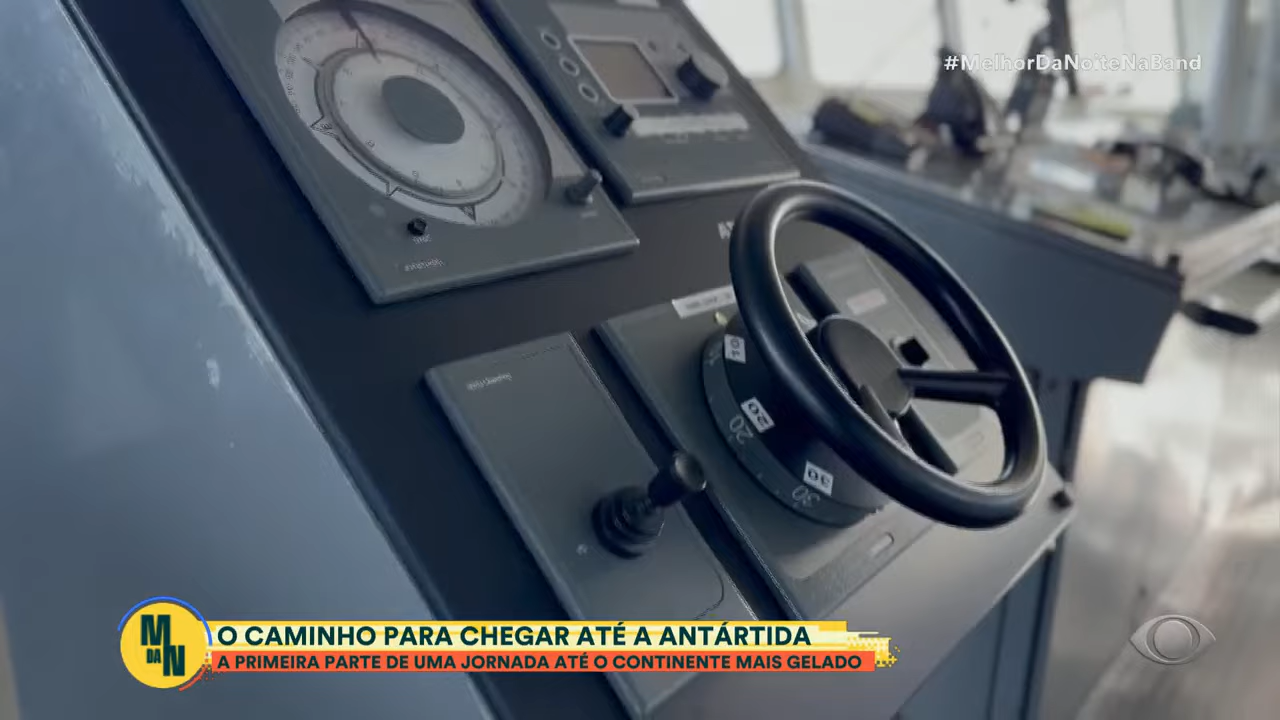 #MelhorDaNoiteNaBand
10
20
20
30
30
M
DA
N
O CAMINHO PARA CHEGAR ATÉ A ANTÁRTIDA
A PRIMEIRA PARTE DE UMA JORNADA ATÉ O CONTINENTE MAIS GELADO